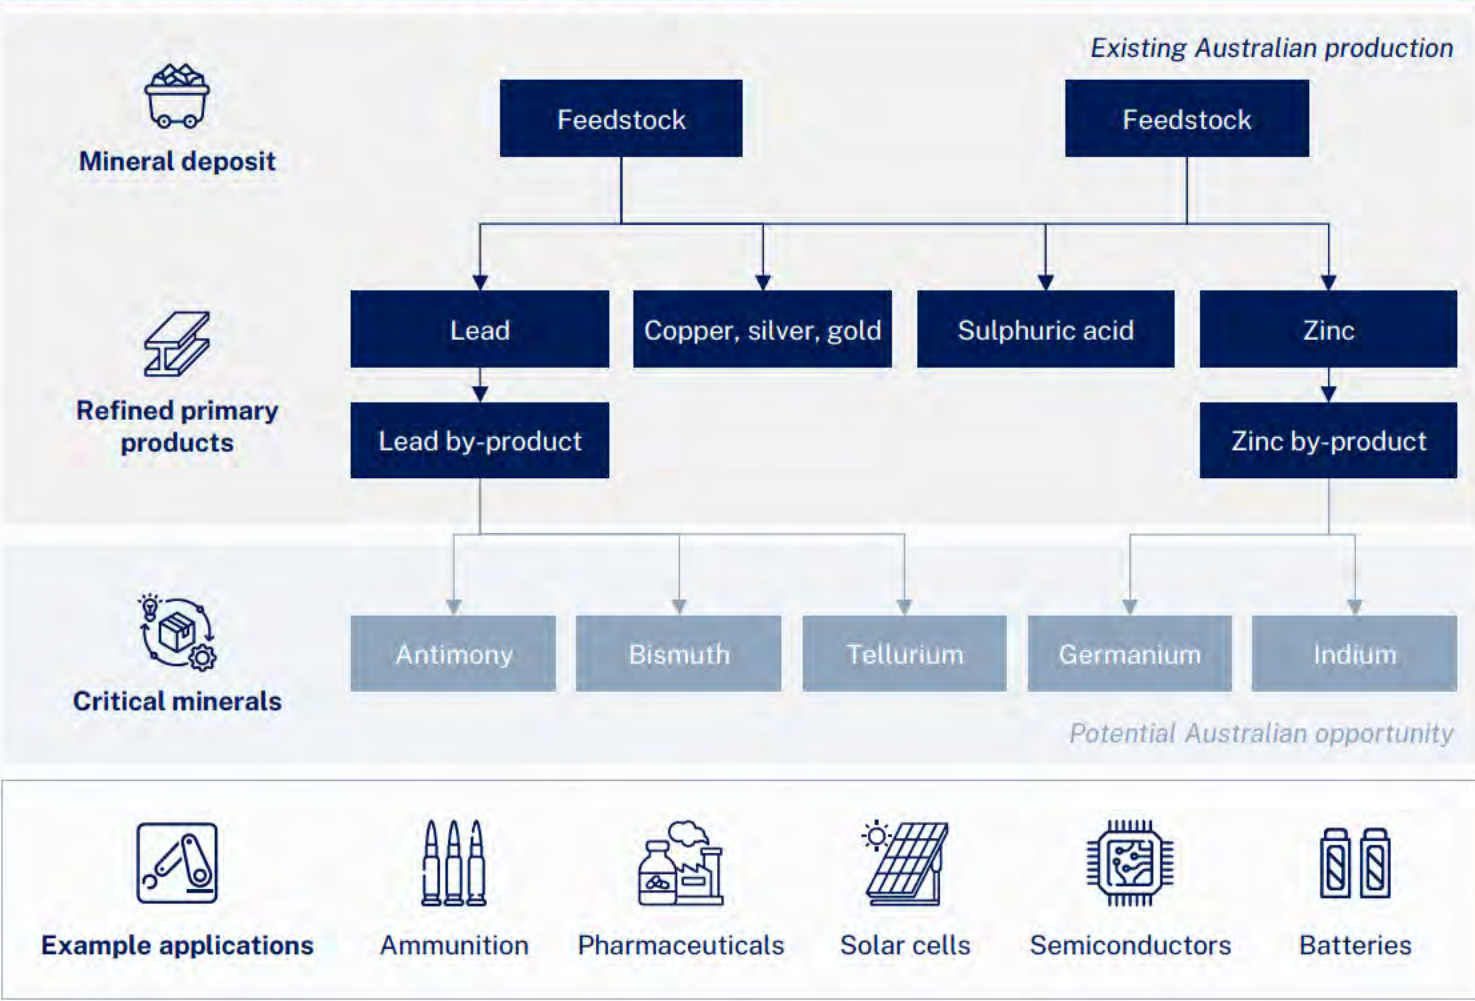 Existing Australian production
Feedstock
Feedstock
Mineral deposit
Lead
Copper, silver, gold
Sulphuric acid
Zinc
Refined primary
products
Lead by-product
Zinc by-product
Antimony
Bismuth
Tellurium
Germanium
Indium
Critical minerals
Potential Australian opportunity
Example applications
Ammunition
Pharmaceuticals
Solar cells
Semiconductors
Batteries